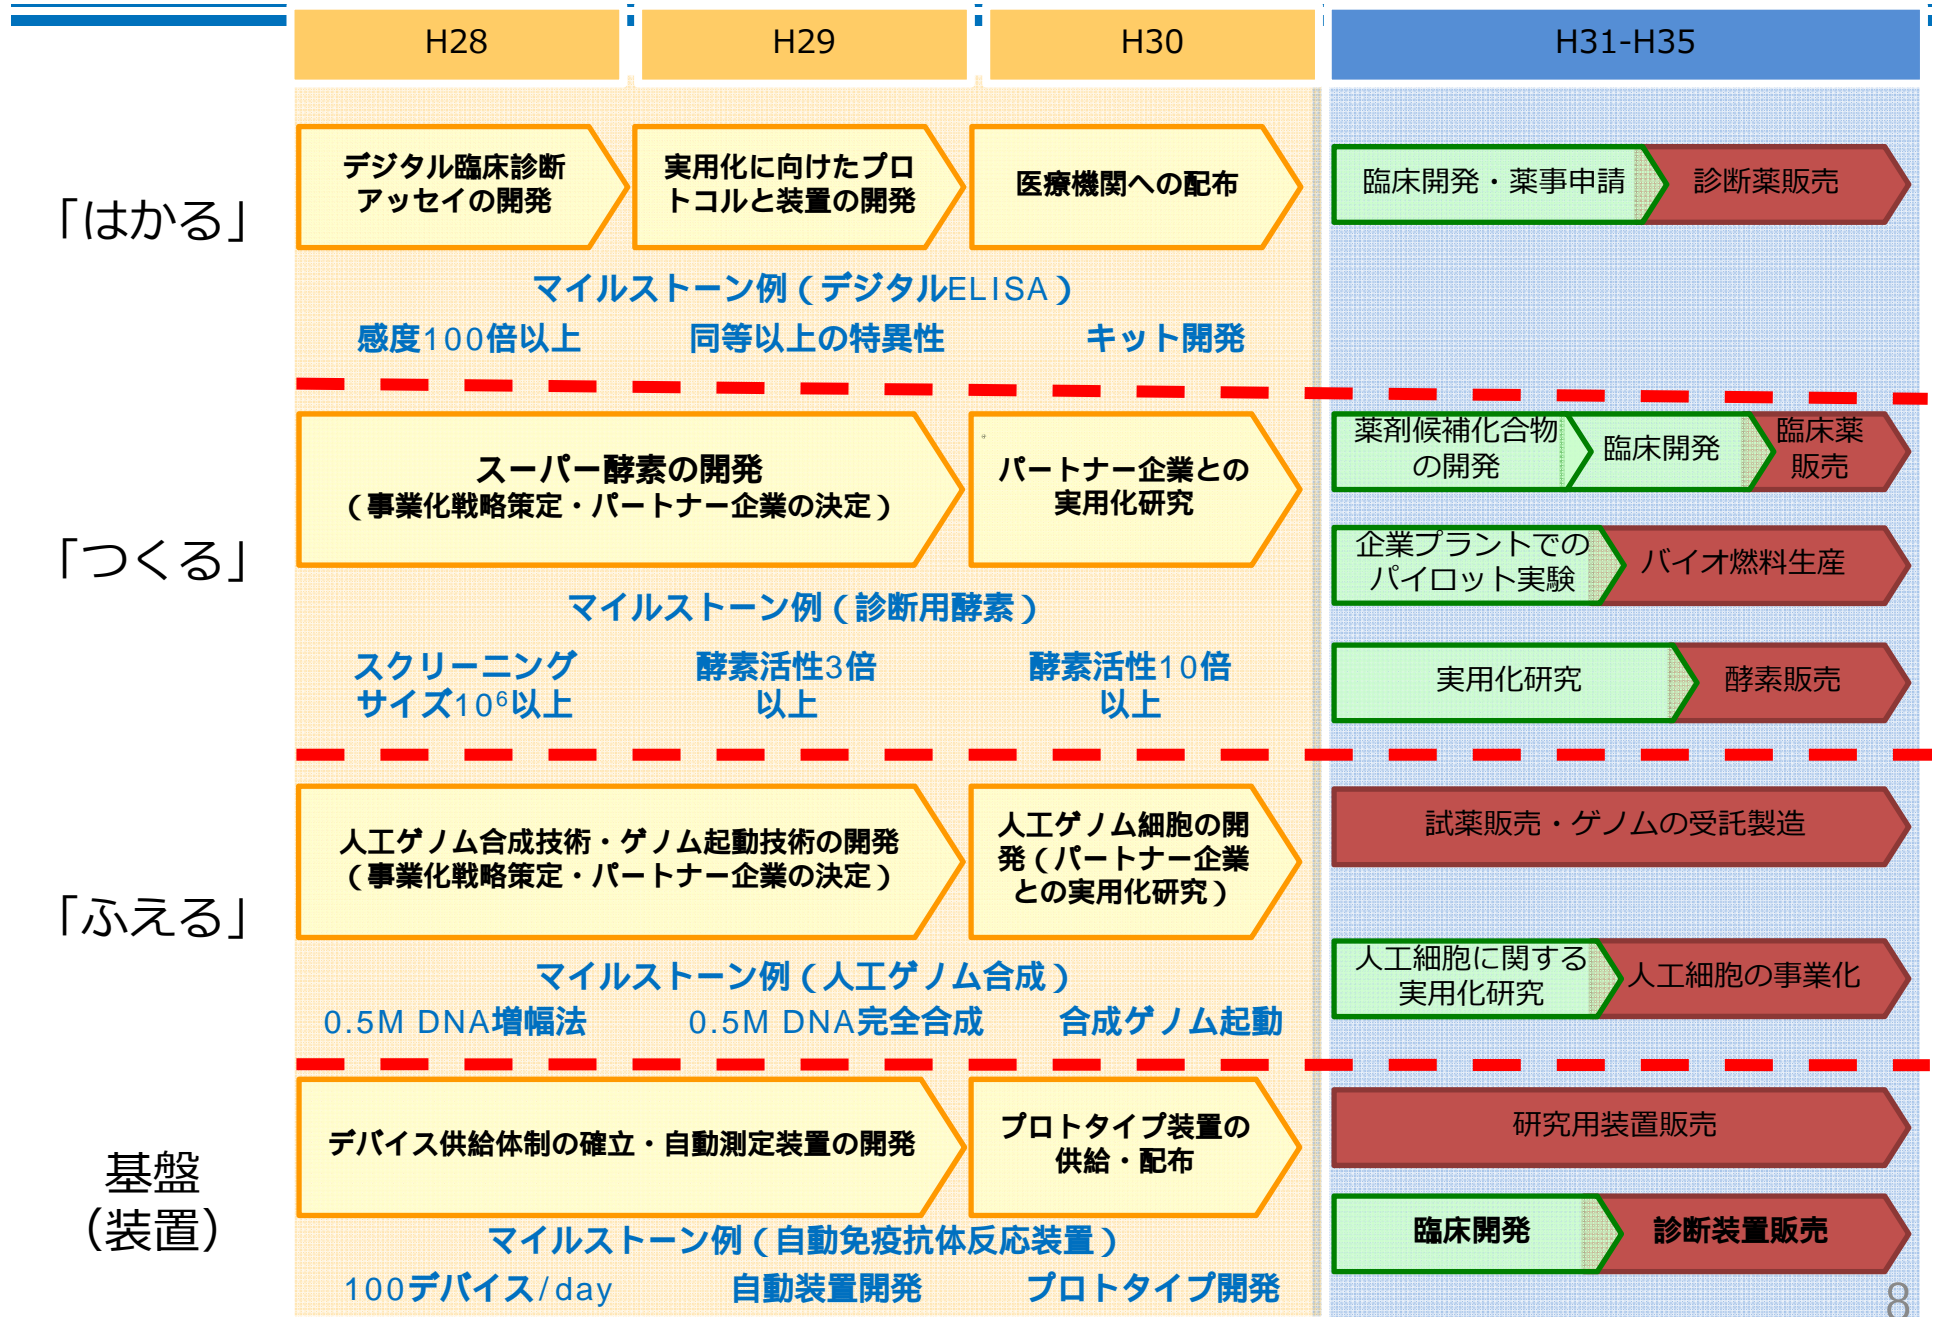 H28
H29
H30
H31-H35
「はかる」
デジタル臨床診断
アッセイの開発
実用化に向けたプロ
トコルと装置の開発
医療機関への配布
臨床開発・薬事申請
診断薬販売
マイルストーン例（デジタルELISA）
感度100倍以上
同等以上の特異性
キット開発
「つくる」
スーパー酵素の開発
（事業化戦略策定・パートナー企業の決定）
パートナー企業との
実用化研究
薬剤候補化合物
の開発
臨床開発
臨床薬
販売
企業プラントでの
パイロット実験
バイオ燃料生産
マイルストーン例（診断用酵素）
スクリーニング
サイズ10⁶以上
酵素活性3倍
以上
酵素活性10倍
以上
実用化研究
酵素販売
「ふえる」
人工ゲノム合成技術・ゲノム起動技術の開発
（事業化戦略策定・パートナー企業の決定）
人工ゲノム細胞の開
発（パートナー企業
との実用化研究）
試薬販売・ゲノムの受託製造
人工細胞に関する
実用化研究
人工細胞の事業化
マイルストーン例（人工ゲノム合成）
0.5M DNA増幅法
0.5M DNA完全合成
合成ゲノム起動
基盤
（装置）
デバイス供給体制の確立・自動測定装置の開発
プロトタイプ装置の
供給・配布
研究用装置販売
臨床開発
診断装置販売
マイルストーン例（自動免疫抗体反応装置）
100デバイス/day
自動装置開発
プロトタイプ開発
8